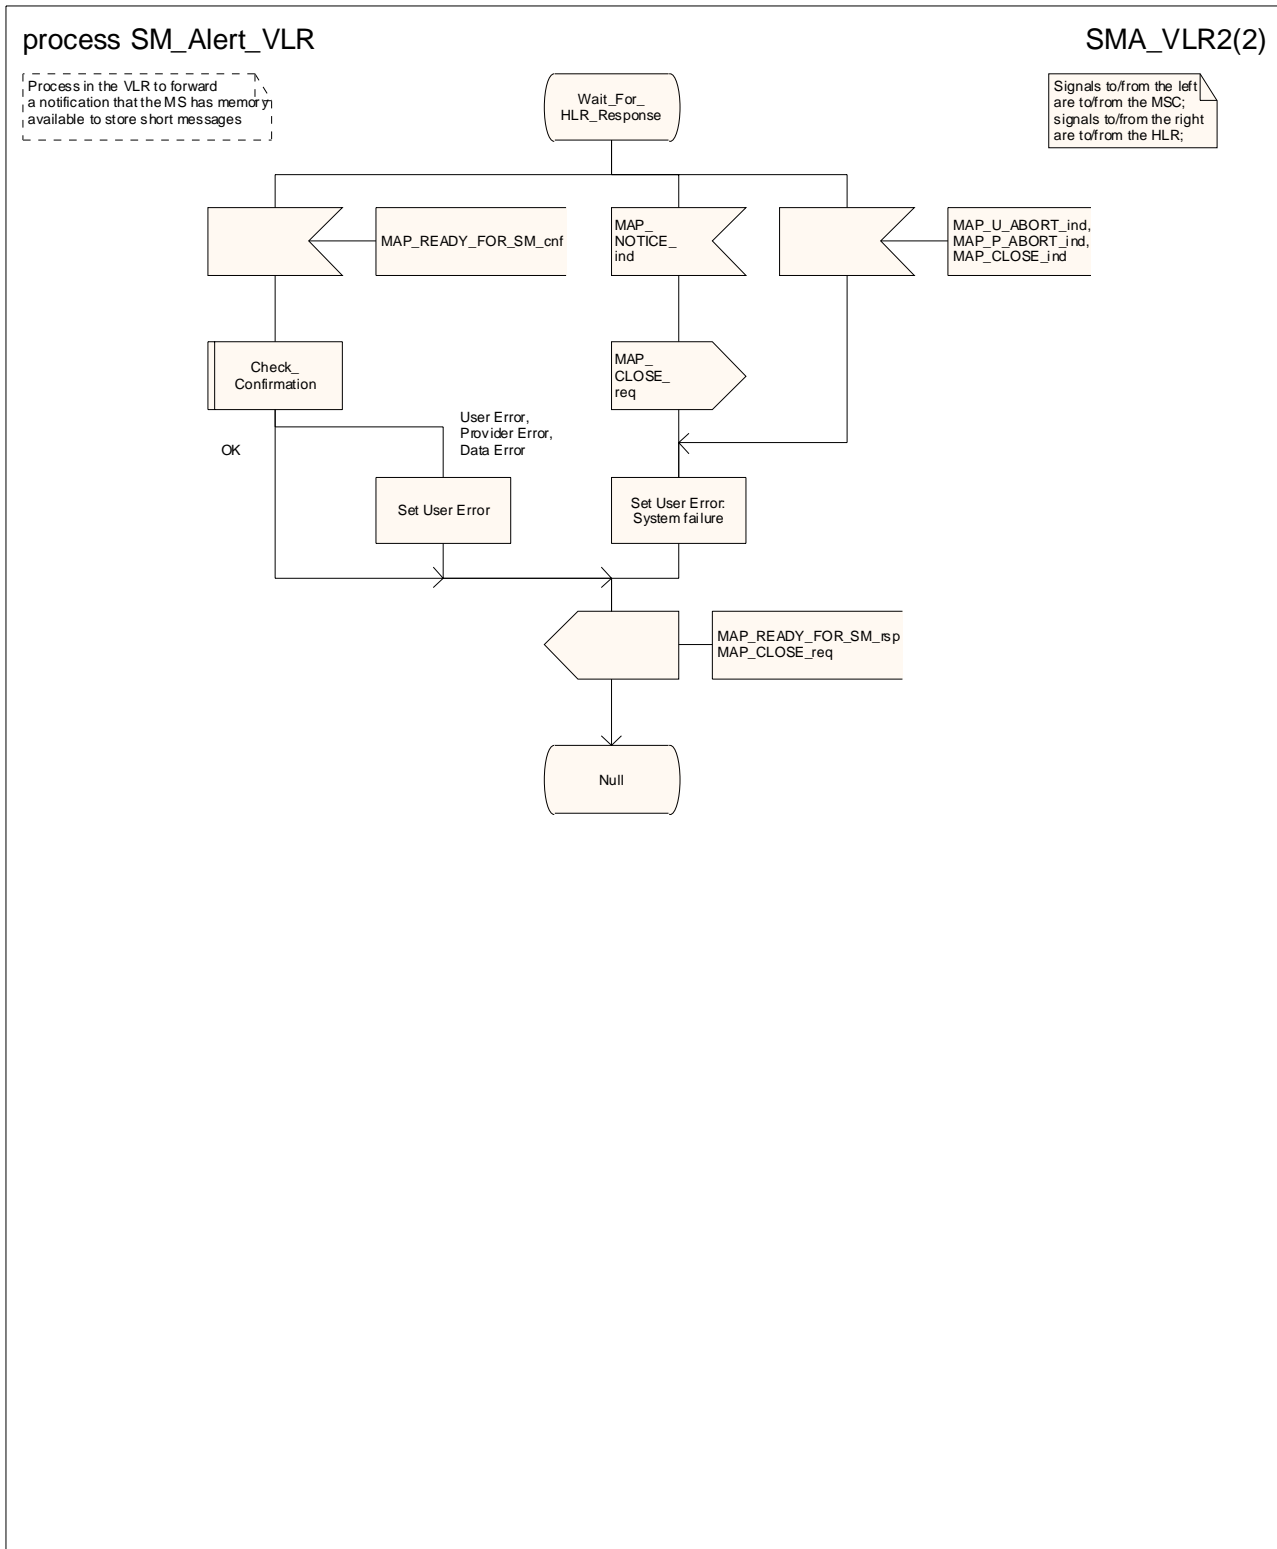 process SM_Alert_VLR
SMA_VLR2(2)
Process in the VLR to forward
a notification that the MS has memory
available to store short messages
Wait_For_
HLR_Response
Signals to/from the left
are to/from the MSC;
signals to/from the right
are to/from the HLR;
MAP_READY_FOR_SM_cnf
MAP_
NOTICE_
ind
MAP_U_ABORT_ind,
MAP_P_ABORT_ind,
MAP_CLOSE_ind
Check_
Confirmation
MAP_
CLOSE_
req
OK
User Error,
Provider Error,
Data Error
Set User Error
Set User Error:
System failure
MAP_READY_FOR_SM_rsp
MAP_CLOSE_req
Null